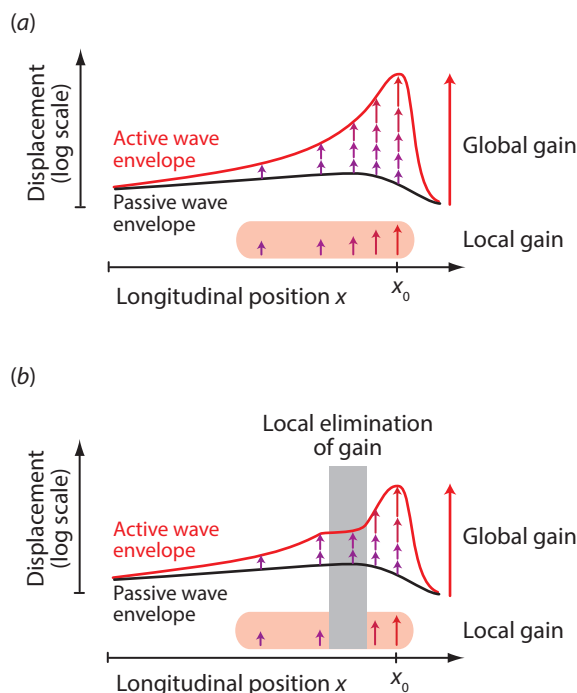 (a)
Displacement
(log scale)
Active wave
envelope
Passive wave
envelope
Global gain
Local gain
Longitudinal position x
x0
(b)
Local elimination
of gain
Displacement
(log scale)
Active wave
envelope
Passive wave
envelope
Global gain
Local gain
Longitudinal position x
x0